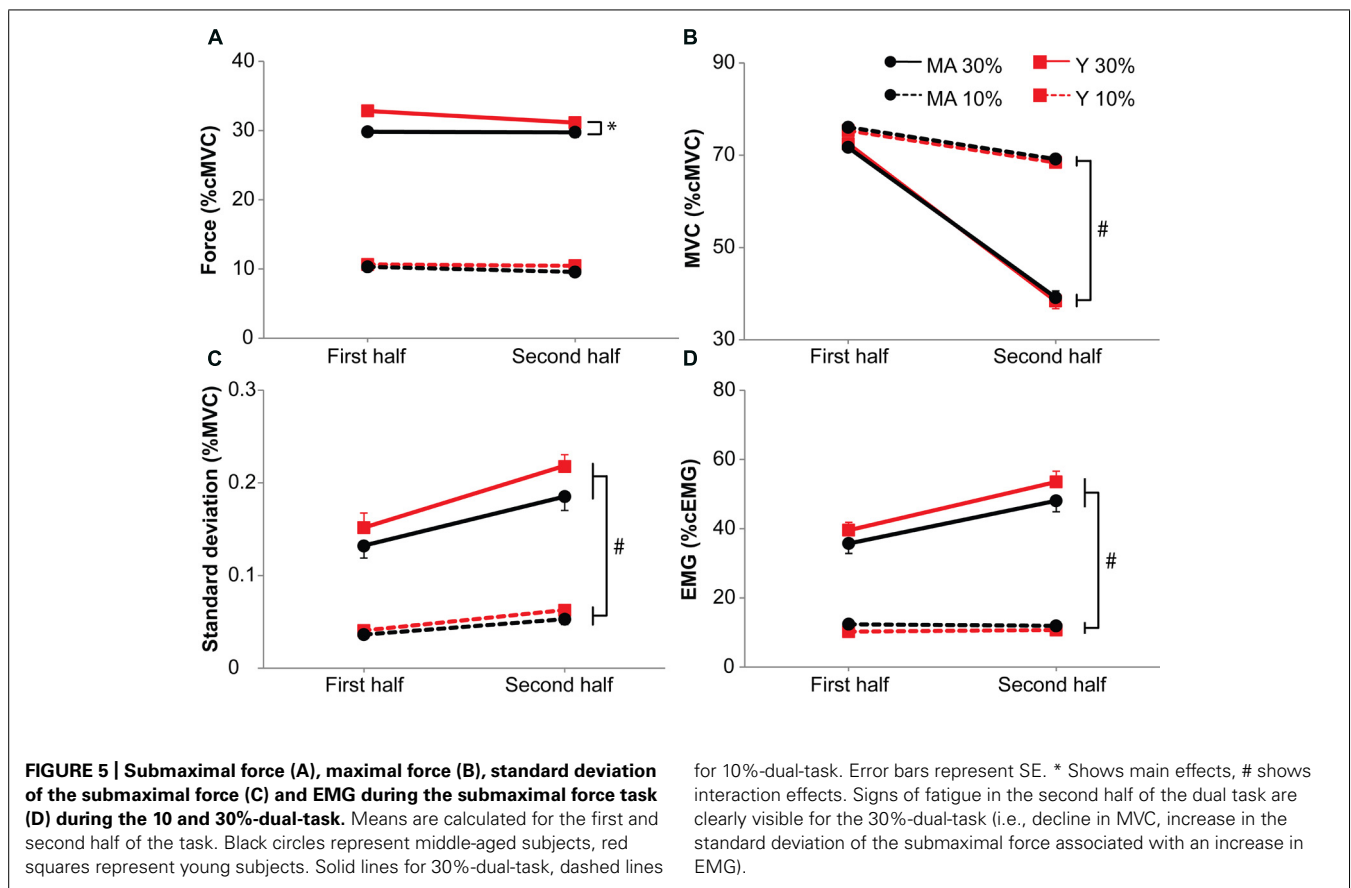 A
Force (%cMVC)
40
30
20
10
0
*
First half
Second half
B
MVC (%cMVC)
90
70
50
30
MA 30%
Y 30%
MA 10%
Y 10%
#
First half
Second half
C
Standard deviation (%MVC)
0.3
0.2
0.1
0
#
First half
Second half
D
EMG (%cEMG)
80
60
40
20
0
#
First half
Second half
FIGURE 5 | Submaximal force (A), maximal force (B), standard deviation
of the submaximal force (C) and EMG during the submaximal force task
(D) during the 10 and 30%-dual-task. Means are calculated for the first and
second half of the task. Black circles represent middle-aged subjects, red
squares represent young subjects. Solid lines for 30%-dual-task, dashed lines
for 10%-dual-task. Error bars represent SE. * Shows main effects, # shows
interaction effects. Signs of fatigue in the second half of the dual task are
clearly visible for the 30%-dual-task (i.e., decline in MVC, increase in the
standard deviation of the submaximal force associated with an increase in
EMG).